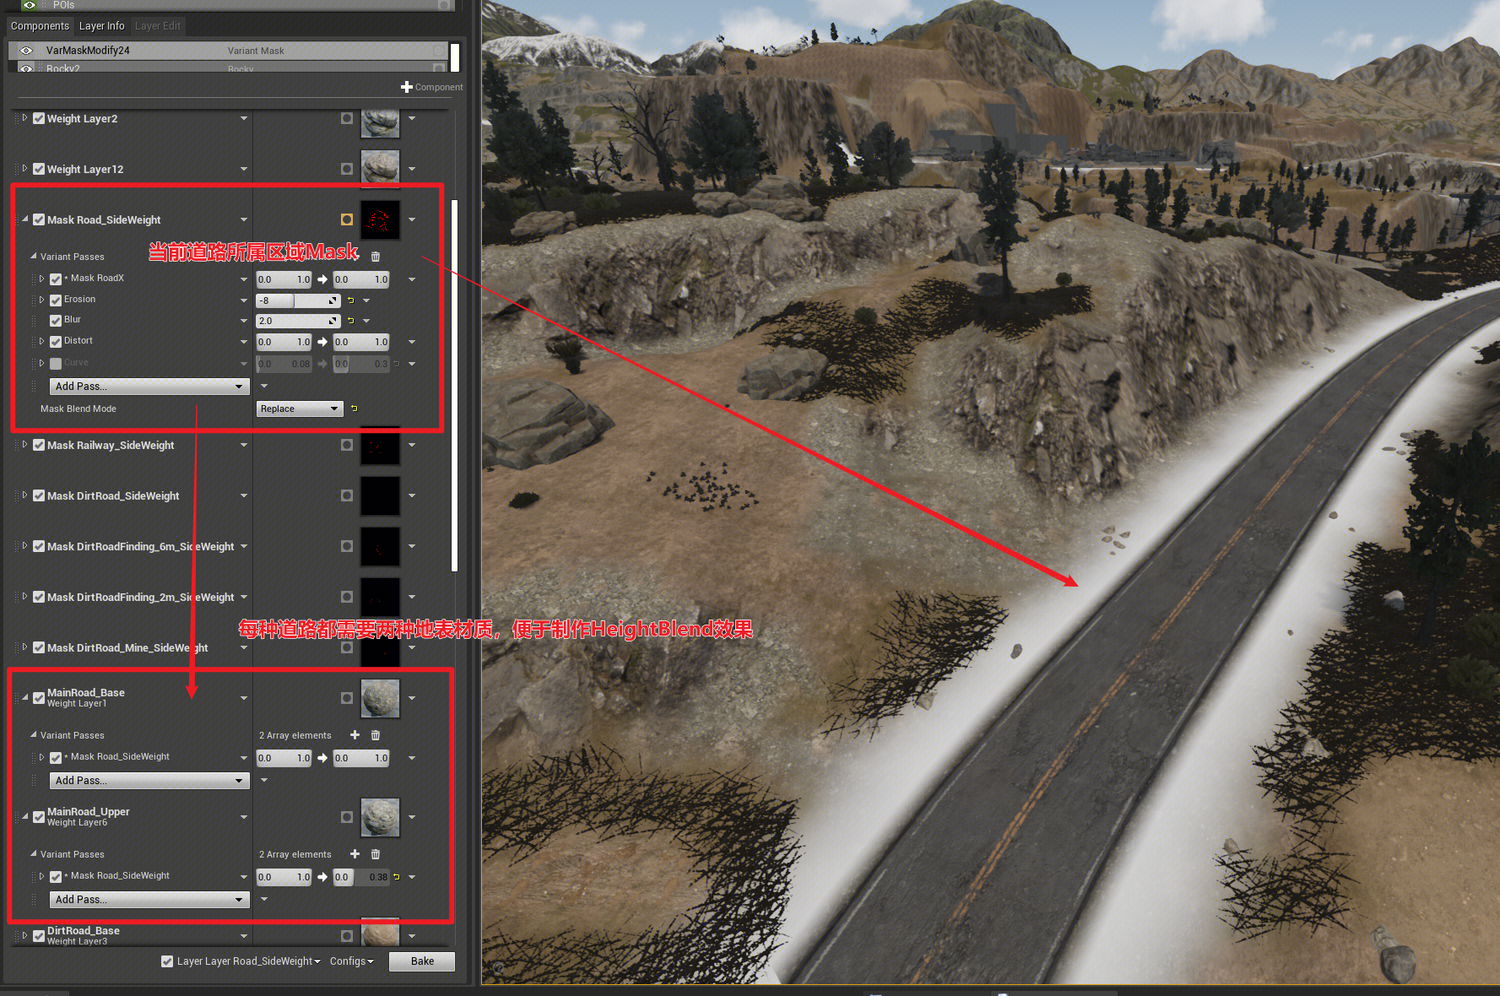 POIs
Components
Layer Info
Layer Edit
VarMaskModify24
Variant Mask
Rocky2
Rocky
Component
Weight Layer2
Weight Layer12
Mask Road_SideWeight
Variant Passes
当前道路所属区域Mask
* Mask RoadX
0.0 1.0
0.0 1.0
Erosion
-8
Blur
2.0
Distort
0.0 1.0
0.0 1.0
Curve
0.0 0.08
0.0 0.3
Add Pass...
Mask Blend Mode
Replace
Mask Railway_SideWeight
Mask DirtRoad_SideWeight
Mask DirtRoadFinding_6m_SideWeight
Mask DirtRoadFinding_2m_SideWeight
每种道路都需要两种地表材质，便于制作HeightBlend效果
Mask DirtRoad_Mine_SideWeight
MainRoad_Base
Weight Layer1
Variant Passes
2 Array elements
* Mask Road_SideWeight
0.0 1.0
0.0 1.0
Add Pass...
MainRoad_Upper
Weight Layer6
Variant Passes
2 Array elements
* Mask Road_SideWeight
0.0 1.0
0.0 0.38
Add Pass...
DirtRoad_Base
Weight Layer3
Layer Layer Road_SideWeight
Configs
Bake